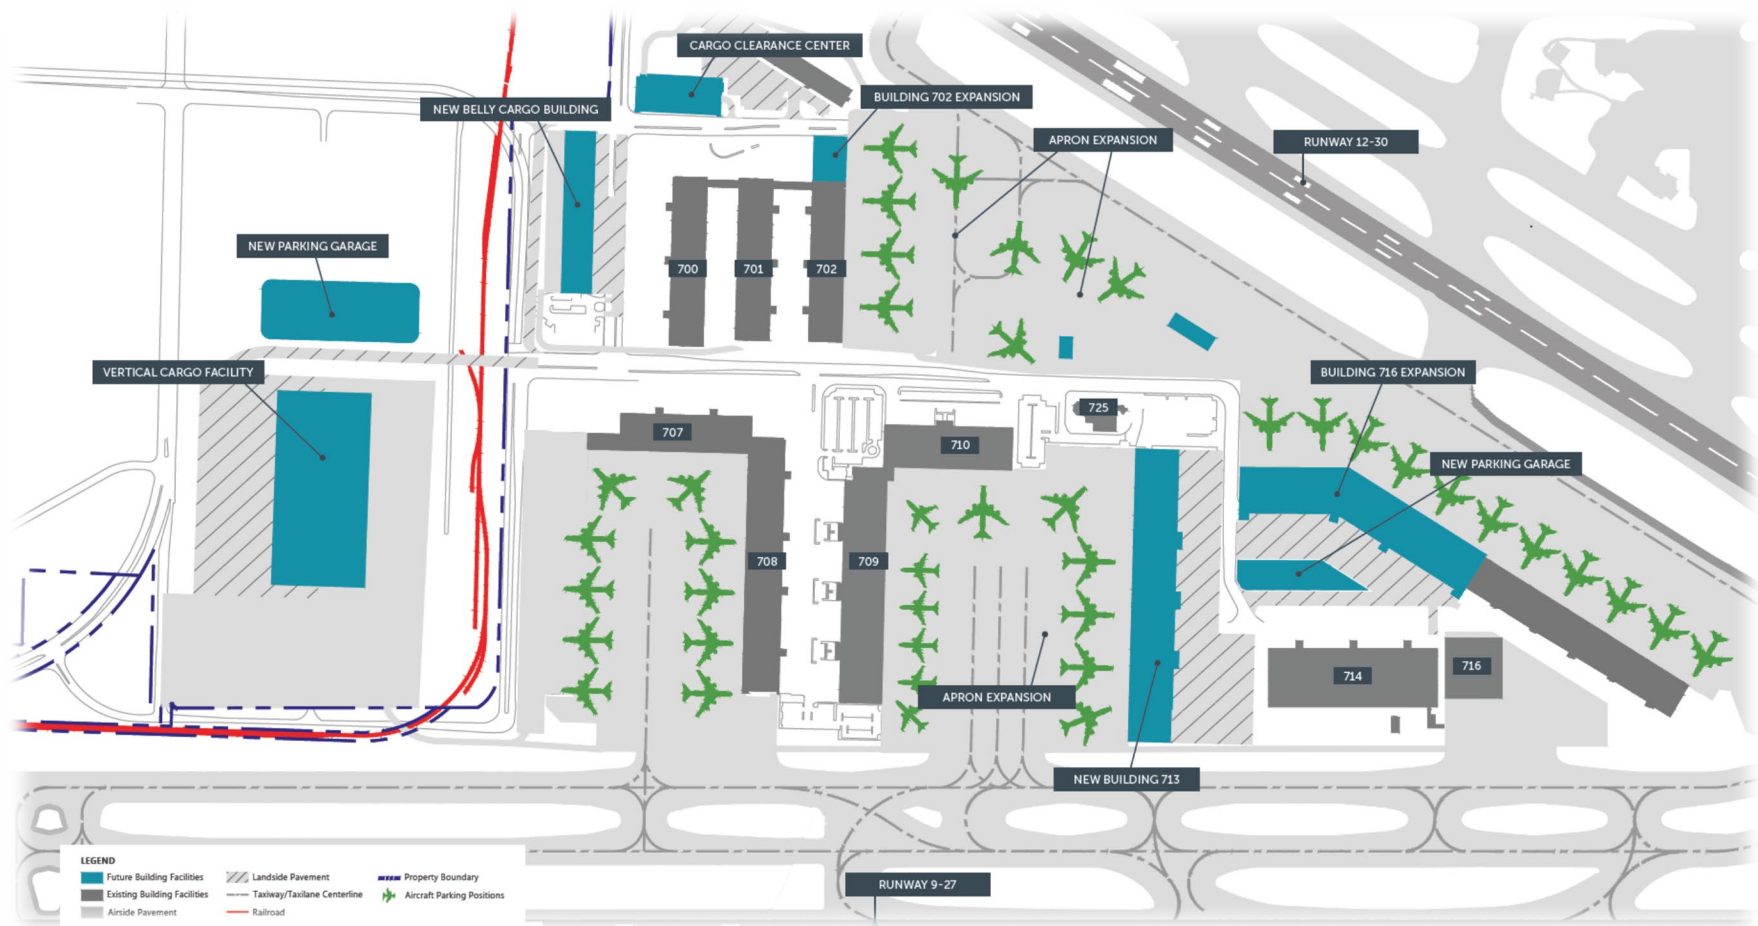 CARGO CLEARANCE CENTER
BUILDING 702 EXPANSION
NEW BELLY CARGO BUILDING
APRON EXPANSION
RUNWAY 12-30
NEW PARKING GARAGE
700
701
702
VERTICAL CARGO FACILITY
BUILDING 716 EXPANSION
725
707
710
NEW PARKING GARAGE
708
709
714
716
APRON EXPANSION
NEW BUILDING 713
RUNWAY 9-27
LEGEND
Future Building Facilities
Existing Building Facilities
Airside Pavement
Landside Pavement
Taxiway/Taxilane Centerline
Railroad
Property Boundary
Aircraft Parking Positions